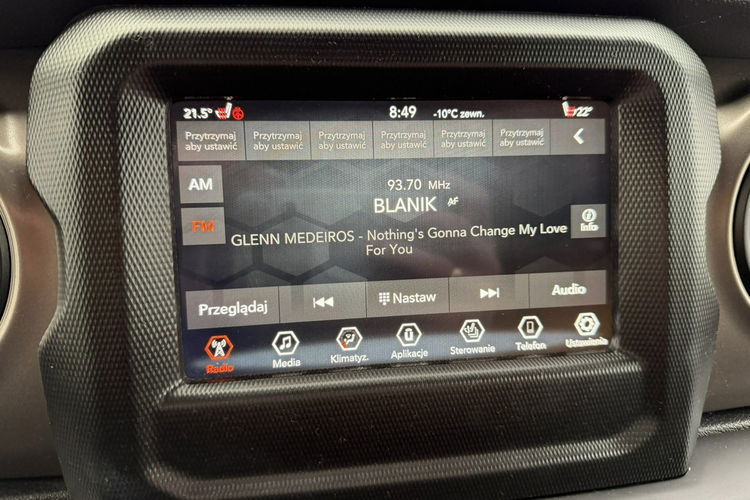 21.5° 8:49 -10°C zewn. 22°
Przytrzymaj aby ustawić Przytrzymaj aby ustawić Przytrzymaj aby ustawić Przytrzymaj aby ustawić Przytrzymaj aby ustawić Przytrzymaj aby ustawić
AM
93.70 MHz
BLANIK AF
FM
Info
GLENN MEDEIROS - Nothing's Gonna Change My Love
For You
Przeglądaj Nastaw Audio
Radio Media Klimatyz. Aplikacje Sterowanie Telefon Ustawienia